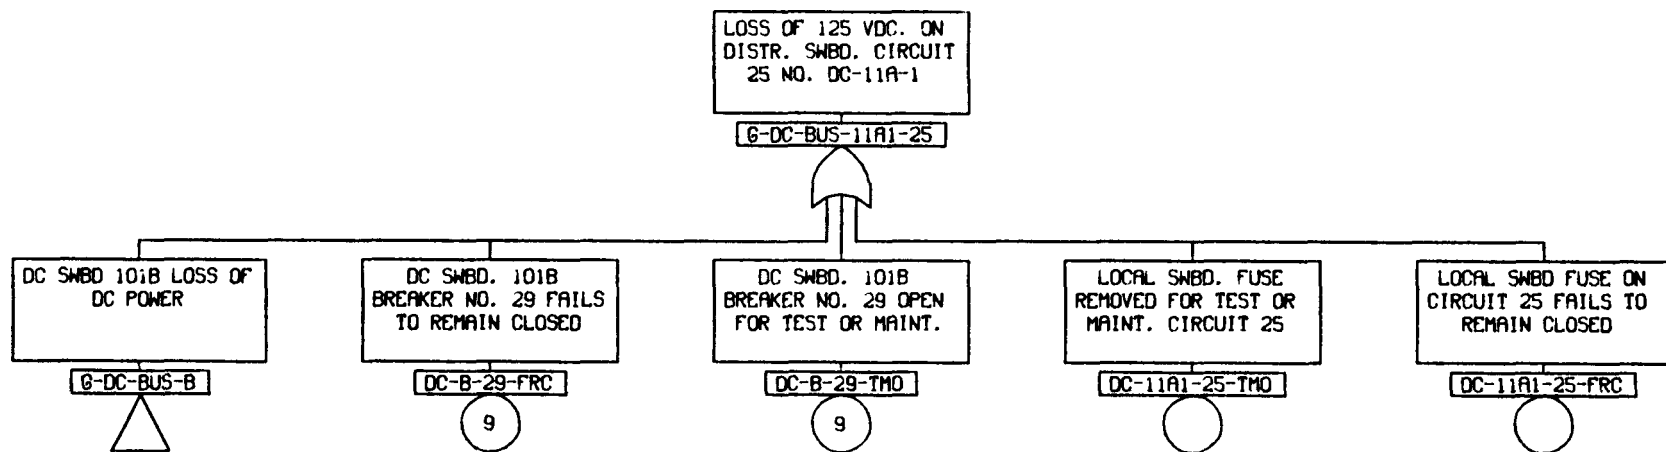 LOSS OF 125 VDC. ON
DISTR. SWBD. CIRCUIT
25 NO. DC-11A-1
G-DC-BUS-11A1-25
DC SWBD 101B LOSS OF
DC POWER
G-DC-BUS-B
DC SWBD. 101B
BREAKER NO. 29 FAILS
TO REMAIN CLOSED
DC-B-29-FRC
9
DC SWBD. 101B
BREAKER NO. 29 OPEN
FOR TEST OR MAINT.
DC-B-29-TMO
9
LOCAL SWBD. FUSE
REMOVED FOR TEST OR
MAINT. CIRCUIT 25
DC-11A1-25-TMO
LOCAL SWBD FUSE ON
CIRCUIT 25 FAILS TO
REMAIN CLOSED
DC-11A1-25-FRC